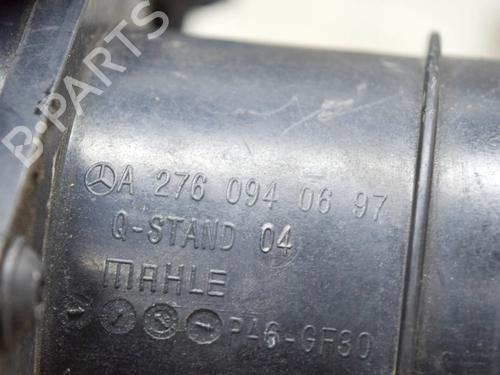 B-PARTS
A 276 094 06 97
Q-STAND 04
MAHLE
PA6-GF30